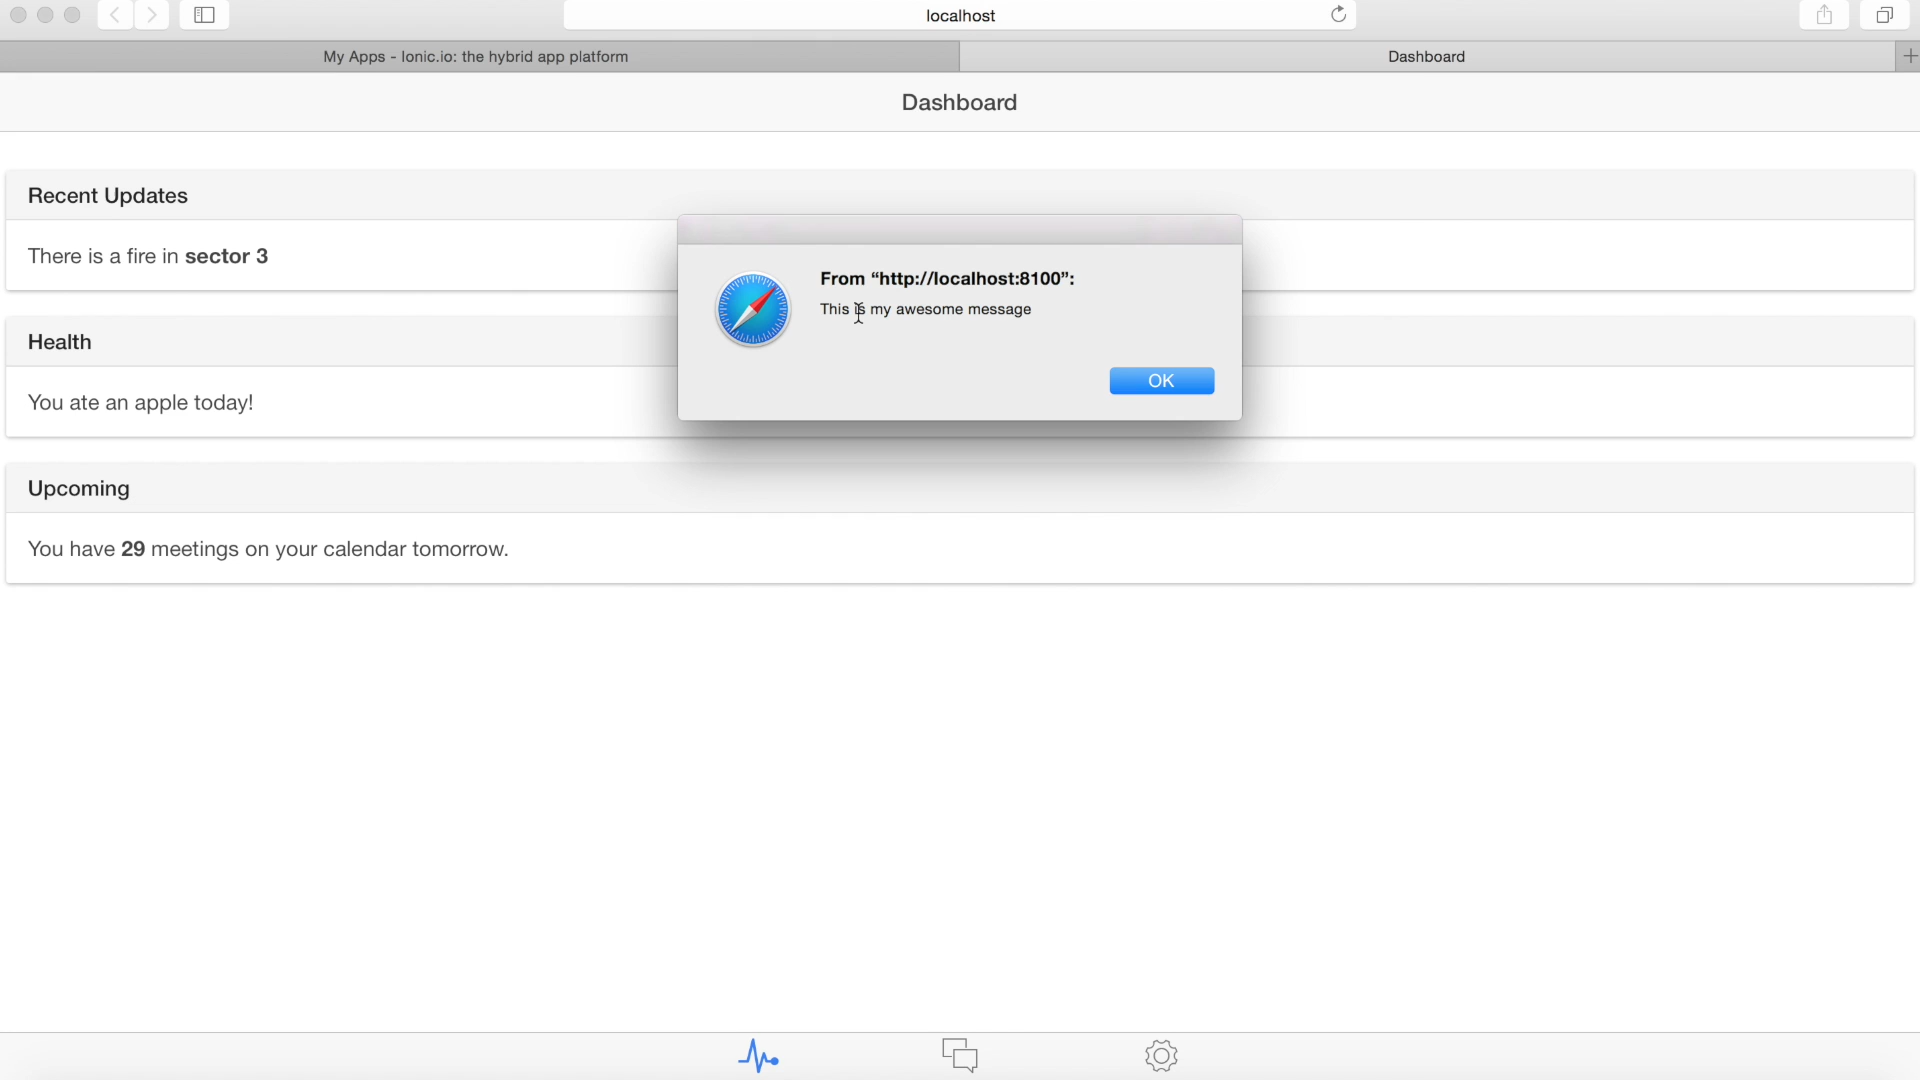 localhost
My Apps - Ionic.io: the hybrid app platform
Dashboard
Dashboard
Recent Updates
There is a fire in sector 3
From “http://localhost:8100”:
This is my awesome message
OK
Health
You ate an apple today!
Upcoming
You have 29 meetings on your calendar tomorrow.